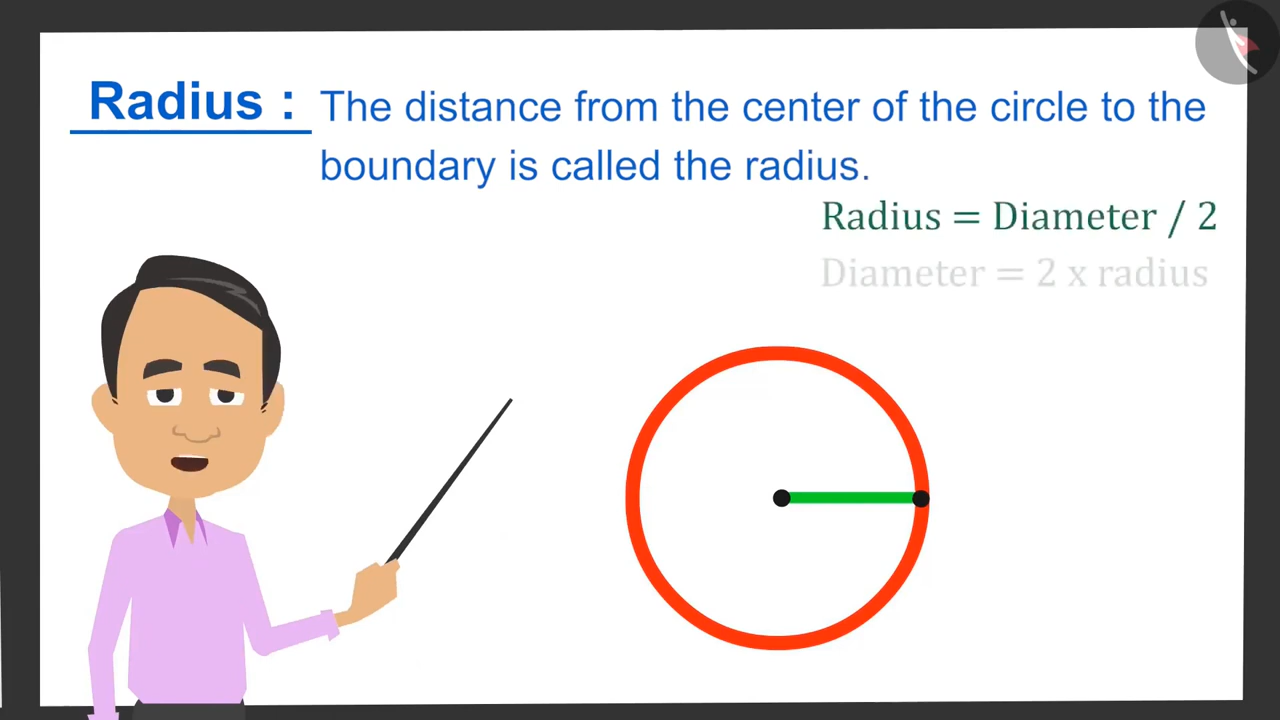 Radius :
The distance from the center of the circle to the
boundary is called the radius.
Radius = Diameter / 2
Diameter = 2 x radius